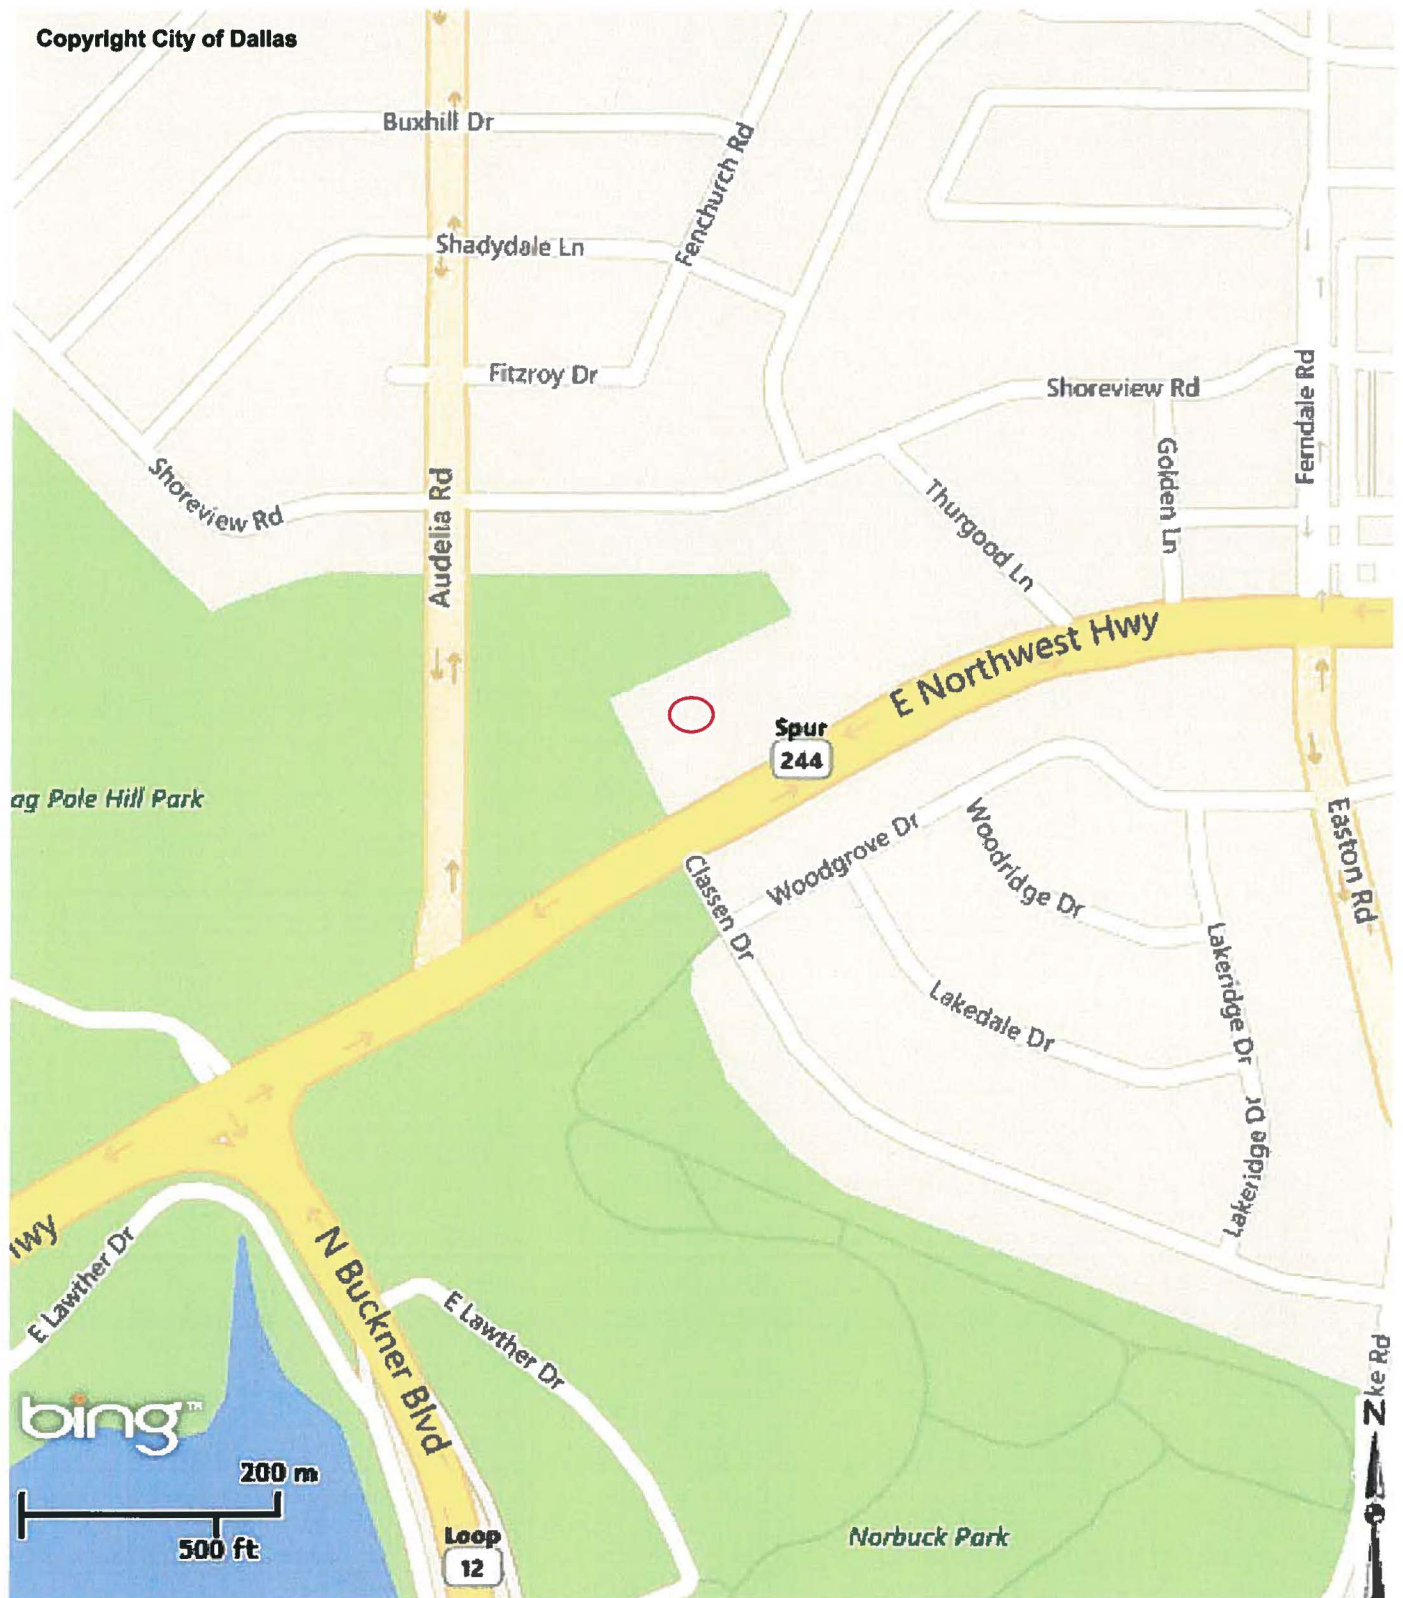 Copyright City of Dallas
Buxhill Dr
Fenchurch Rd
Shadydale Ln
Fitzroy Dr
Shoreview Rd
Ferndale Rd
Shoreview Rd
Audelia Rd
Golden Ln
Thurgood Ln
E Northwest Hwy
Spur
244
ag Pole Hill Park
Woodgrove Dr
Woodridge Dr
Easton Rd
Classen Dr
Lakeridge Dr
Lakedale Dr
Lakeridge Dr
wy
E Lawther Dr
N Buckner Blvd
E Lawther Dr
ke Rd
N
bing™
200 m
500 ft
Loop
12
Norbuck Park